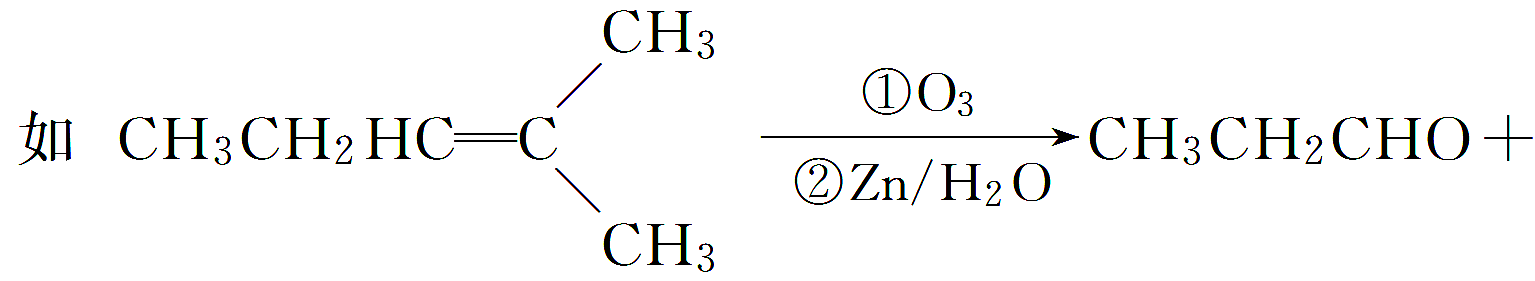 CH₃
①O₃
如 CH₃CH₂HC=C → CH₃CH₂CHO+
②Zn/H₂O
CH₃